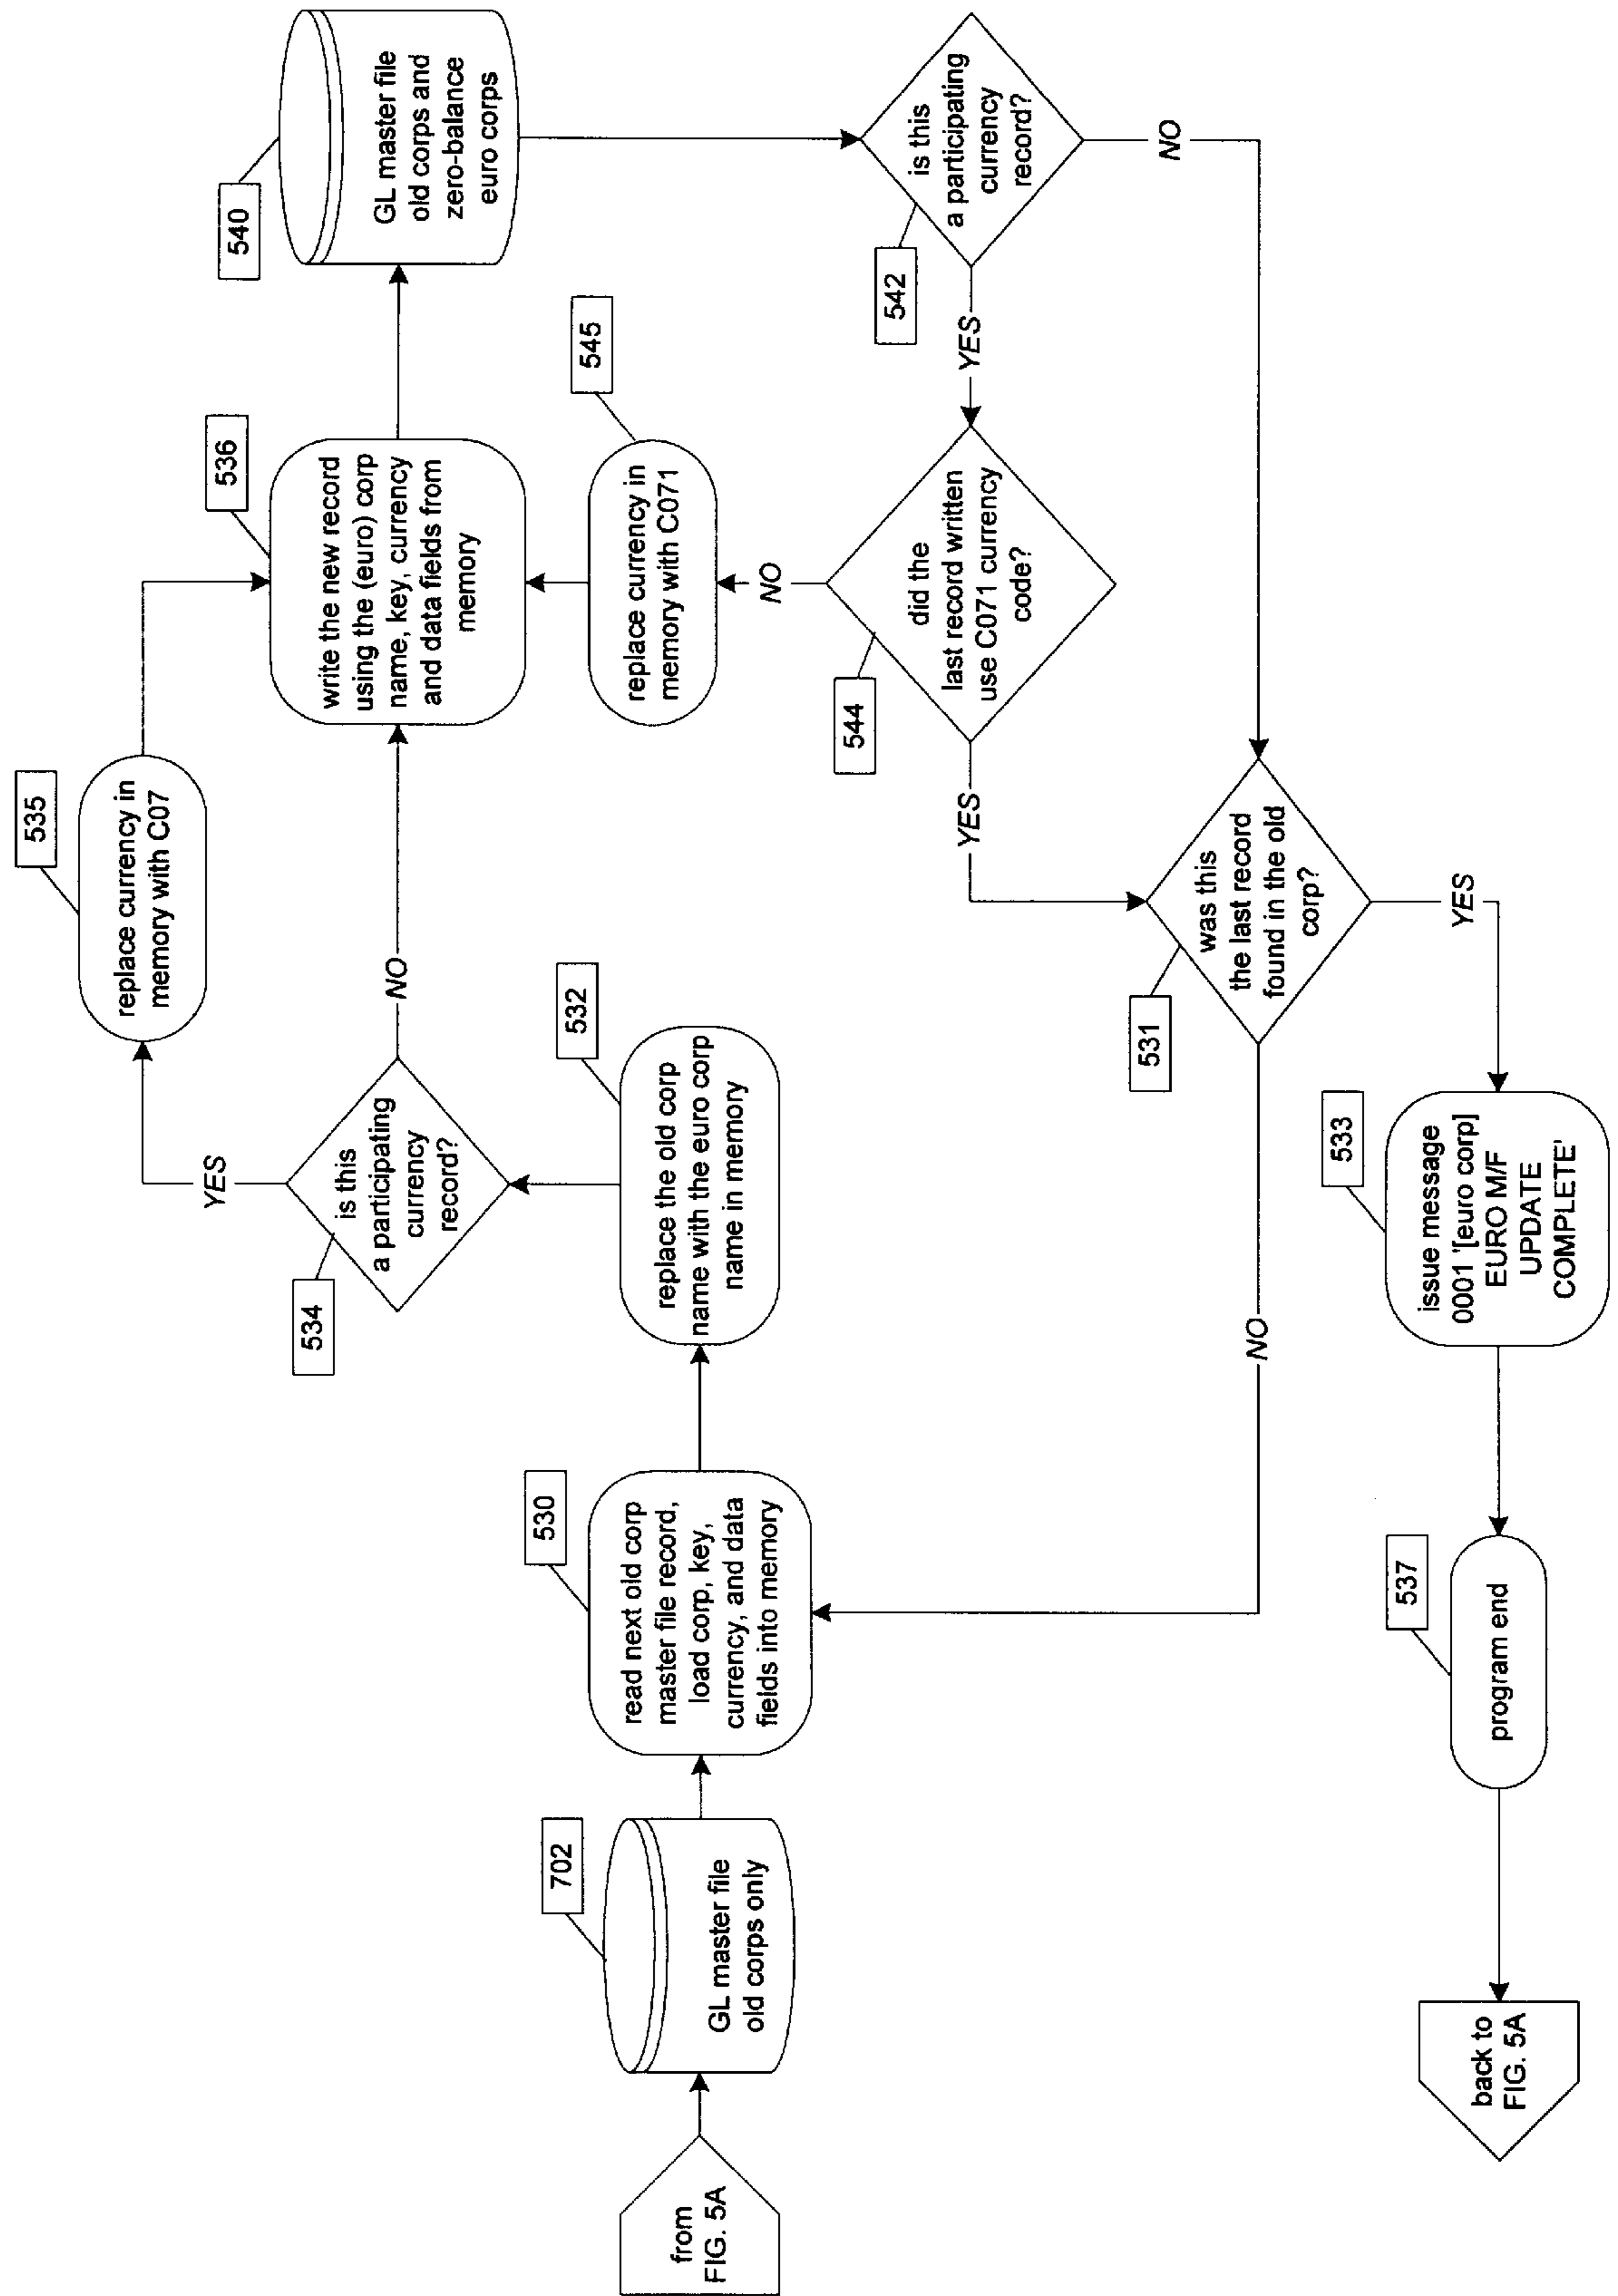 from
FIG. 5A
702
GL master file
old corps only
530
read next old corp
master file record,
load corp, key,
currency, and data
fields into memory
532
replace the old corp
name with the euro corp
name in memory
534
is this
a participating
currency
record?
YES
NO
535
replace currency in
memory with C07
536
write the new record
using the (euro) corp
name, key, currency
and data fields from
memory
540
GL master file
old corps and
zero-balance
euro corps
542
is this
a participating
currency
record?
YES
NO
544
did the
last record written
use C071 currency
code?
NO
YES
545
replace currency in
memory with C071
531
was this
the last record
found in the old
corp?
NO
YES
533
issue message
0001 '[euro corp]
EURO M/F
UPDATE
COMPLETE'
537
program end
back to
FIG. 5A